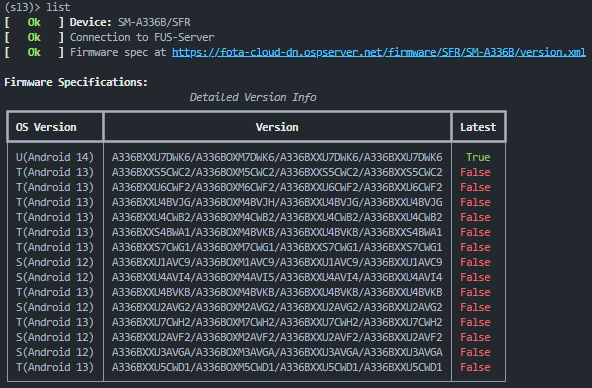 (sl3)> list
[   Ok   ] Device: SM-A336B/SFR
[   Ok   ] Connection to FUS-Server
[   Ok   ] Firmware spec at https://fota-cloud-dn.ospserver.net/firmware/SFR/SM-A336B/version.xml
Firmware Specifications:
Detailed Version Info
OS Version Version Latest
U(Android 14) A336BXXU7DWK6/A336BOXM7DWK6/A336BXXU7DWK6/A336BXXU7DWK6 True
T(Android 13) A336BXXS5CWC2/A336BOXM5CWC2/A336BXXS5CWC2/A336BXXS5CWC2 False
T(Android 13) A336BXXU6CWF2/A336BOXM6CWF2/A336BXXU6CWF2/A336BXXU6CWF2 False
T(Android 13) A336BXXU4BVJG/A336BOXM4BVJH/A336BXXU4BVJG/A336BXXU4BVJG False
T(Android 13) A336BXXU4CWB2/A336BOXM4CWB2/A336BXXU4CWB2/A336BXXU4CWB2 False
T(Android 13) A336BXXS4BWA1/A336BOXM4BVKB/A336BXXU4BVKB/A336BXXS4BWA1 False
T(Android 13) A336BXXS7CWG1/A336BOXM7CWG1/A336BXXS7CWG1/A336BXXS7CWG1 False
S(Android 12) A336BXXU1AVC9/A336BOXM1AVC9/A336BXXU1AVC9/A336BXXU1AVC9 False
S(Android 12) A336BXXU4AVI4/A336BOXM4AVI5/A336BXXU4AVI4/A336BXXU4AVI4 False
T(Android 13) A336BXXU4BVKB/A336BOXM4BVKB/A336BXXU4BVKB/A336BXXU4BVKB False
S(Android 12) A336BXXU2AVG2/A336BOXM2AVG2/A336BXXU2AVG2/A336BXXU2AVG2 False
T(Android 13) A336BXXU7CWH2/A336BOXM7CWH2/A336BXXU7CWH2/A336BXXU7CWH2 False
S(Android 12) A336BXXU2AVF2/A336BOXM2AVF2/A336BXXU2AVF2/A336BXXU2AVF2 False
S(Android 12) A336BXXU3AVGA/A336BOXM3AVGA/A336BXXU3AVGA/A336BXXU3AVGA False
T(Android 13) A336BXXU5CWD1/A336BOXM5CWD1/A336BXXU5CWD1/A336BXXU5CWD1 False